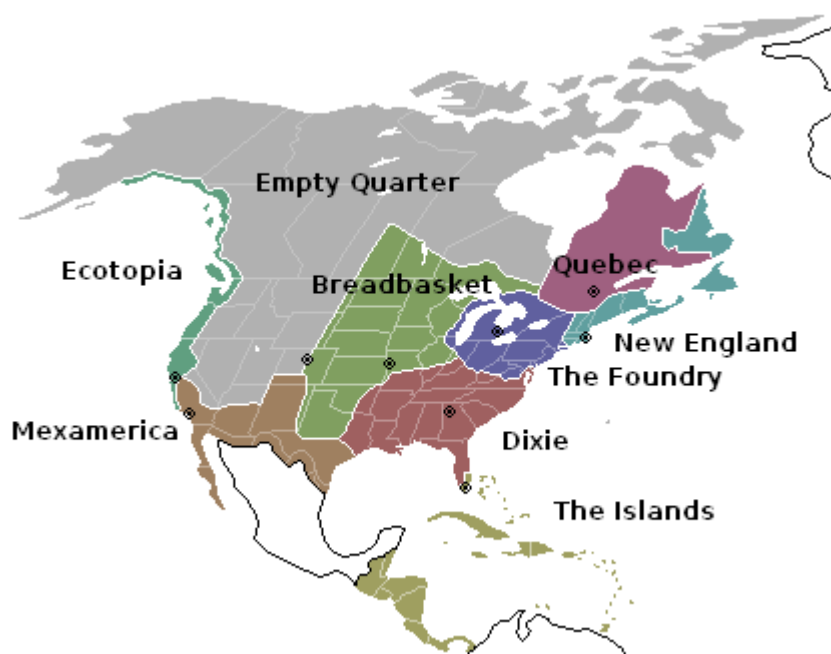 Empty Quarter
Ecotopia
Breadbasket
Quebec
New England
The Foundry
Mexamerica
Dixie
The Islands